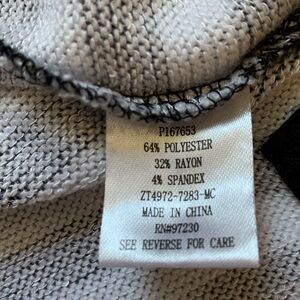 P167653
64% POLYESTER
32% RAYON
4% SPANDEX
ZT4972-7283-MC
MADE IN CHINA
RN#97230
SEE REVERSE FOR CARE